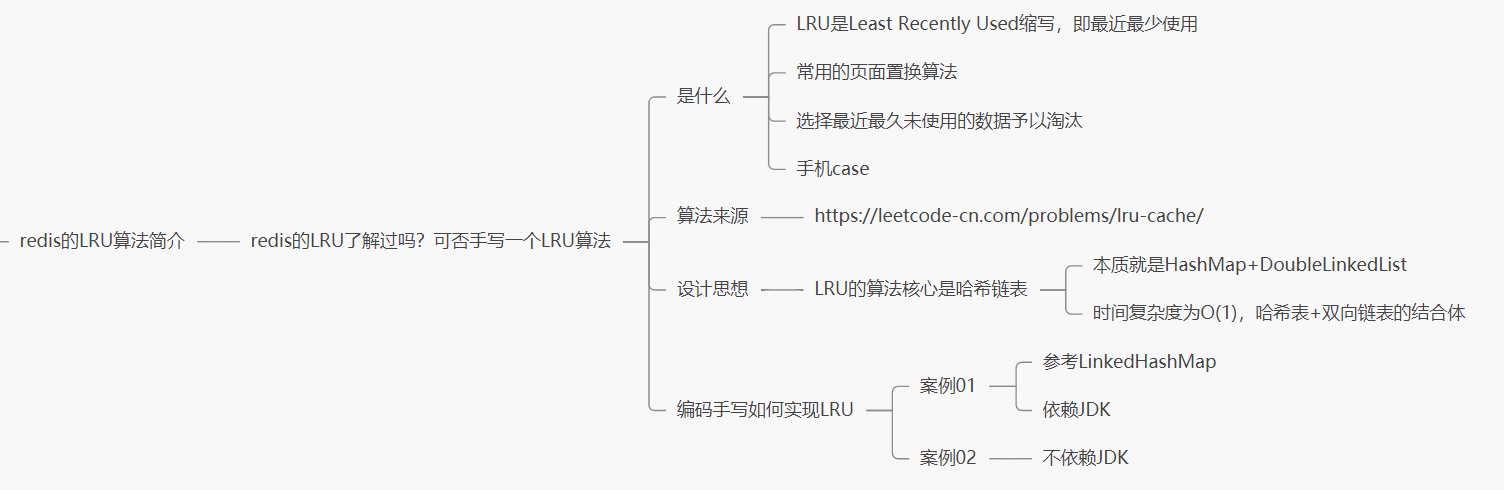 redis的LRU算法简介
redis的LRU了解过吗？可否手写一个LRU算法
是什么
LRU是Least Recently Used缩写，即最近最少使用
常用的页面置换算法
选择最近最久未使用的数据予以淘汰
手机case
算法来源
https://leetcode-cn.com/problems/lru-cache/
设计思想
LRU的算法核心是哈希链表
本质就是HashMap+DoubleLinkedList
时间复杂度为O(1)，哈希表+双向链表的结合体
编码手写如何实现LRU
案例01
参考LinkedHashMap
依赖JDK
案例02
不依赖JDK